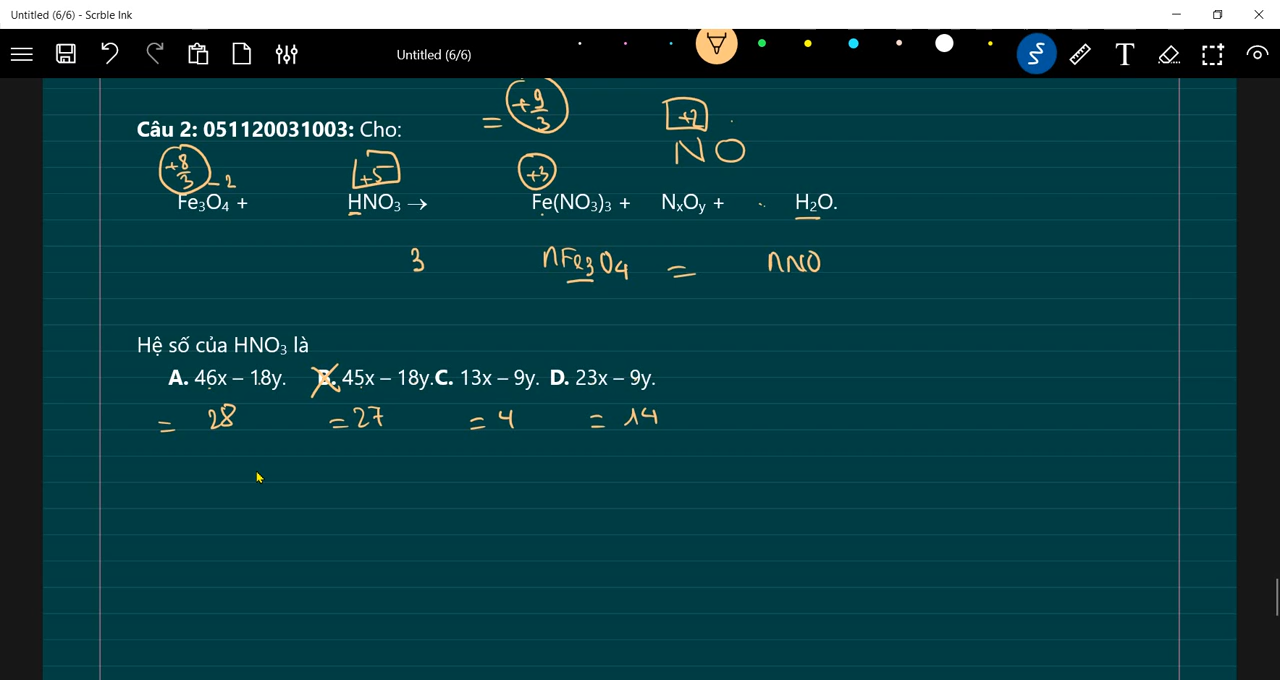 Untitled (6/6) - Scrble Ink
Untitled (6/6)
T
= +9/3 +2
Câu 2: 051120031003: Cho:
NO
+8/3 -2 +5 +3
Fe₃O₄ + HNO₃ → Fe(NO₃)₃ + NₓOᵧ + H₂O.
3 nFe₃O₄ = nNO
Hệ số của HNO₃ là
A. 46x – 18y. B. 45x – 18y. C. 13x – 9y. D. 23x – 9y.
= 28 = 27 = 4 = 14